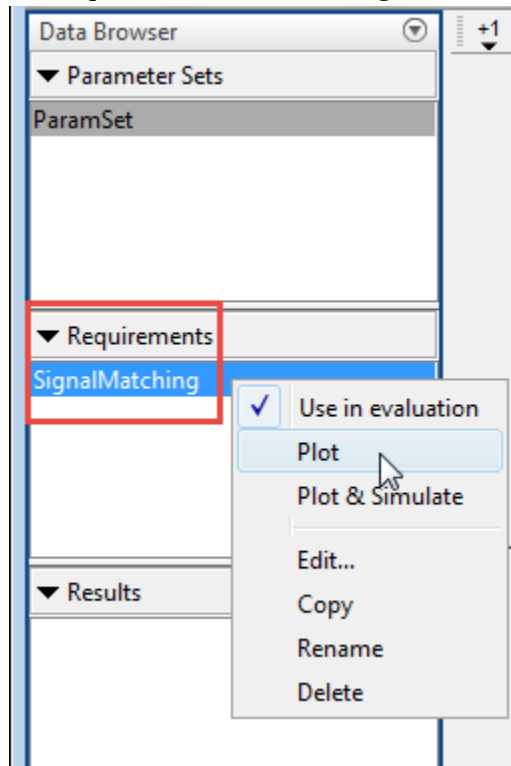 Data Browser
+1
Parameter Sets
ParamSet
Requirements
SignalMatching
Use in evaluation
Plot
Plot & Simulate
Edit...
Copy
Rename
Delete
Results